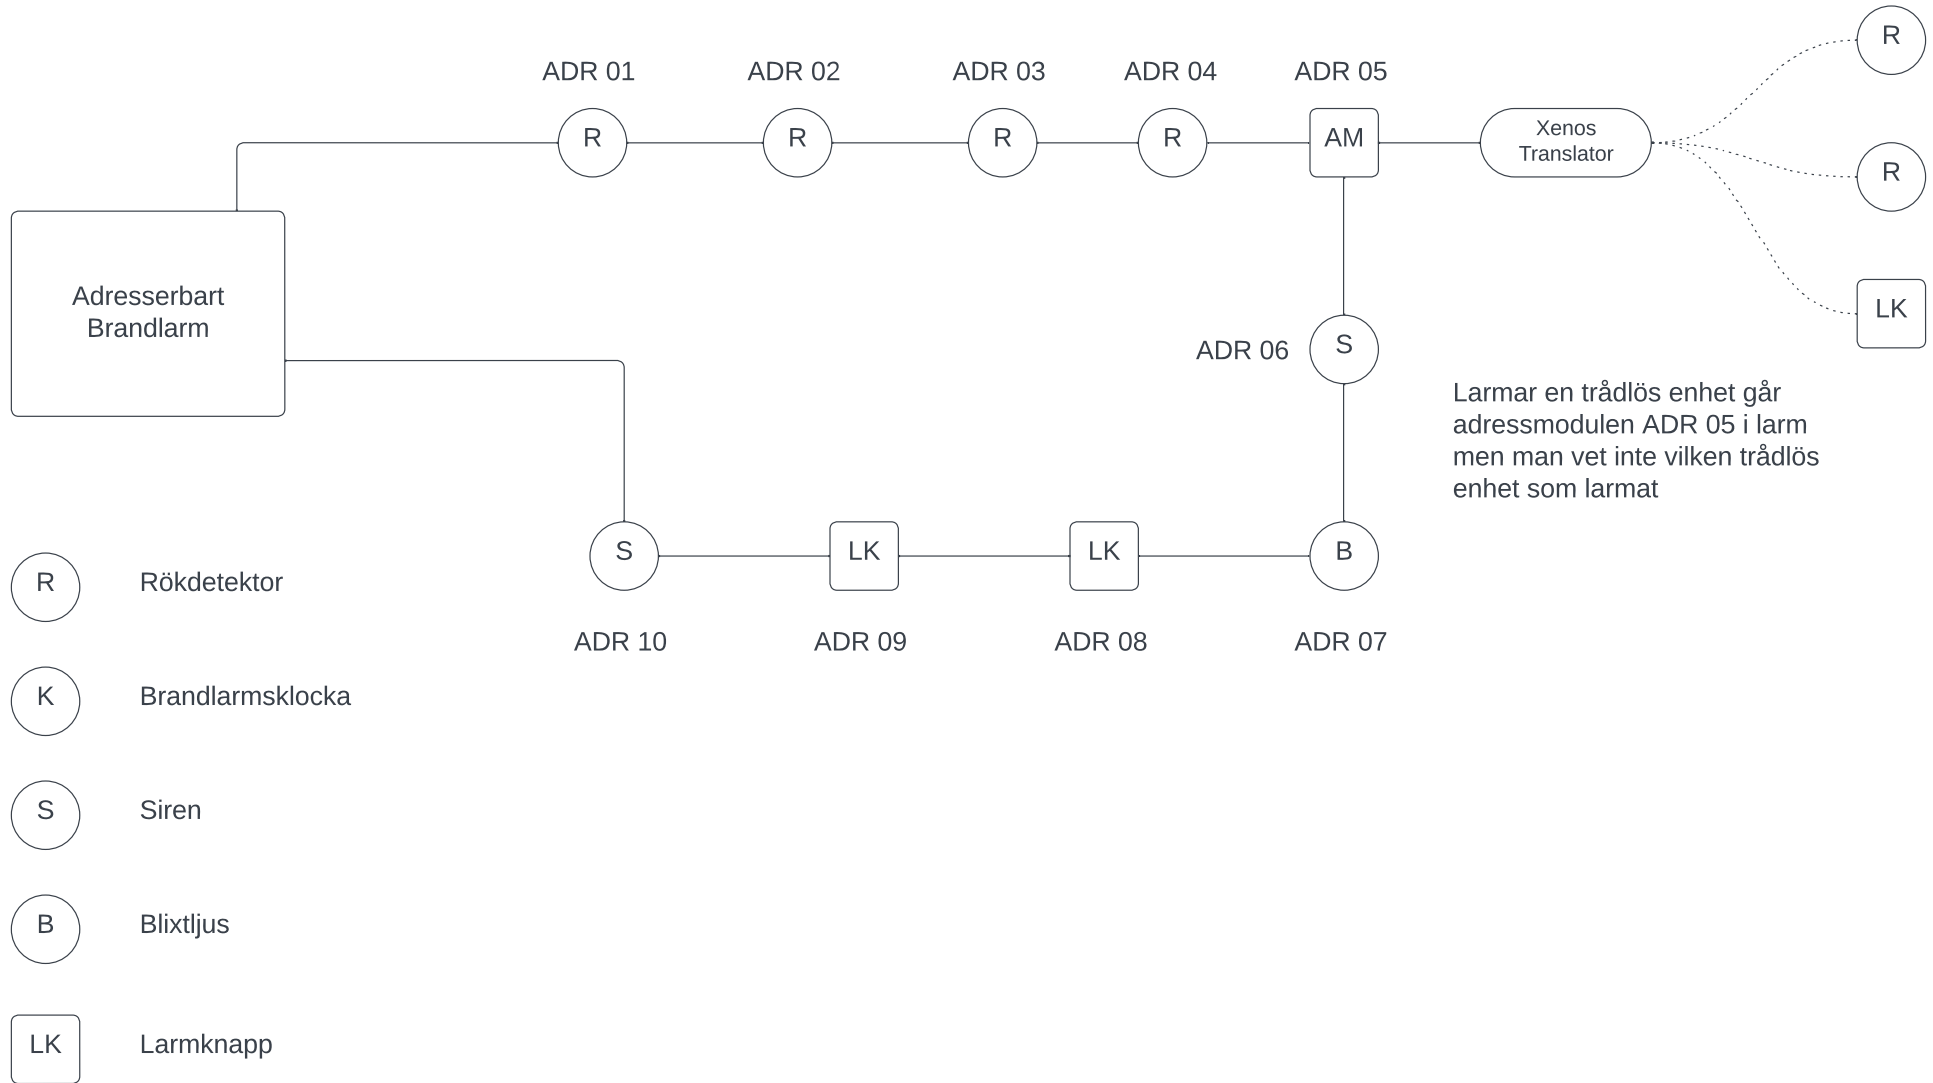 R
ADR 01
ADR 02
ADR 03
ADR 04
ADR 05
R
R
R
R
AM
Xenos
Translator
R
Adresserbart
Brandlarm
LK
ADR 06
S
Larmar en trådlös enhet går
adressmodulen ADR 05 i larm
men man vet inte vilken trådlös
enhet som larmat
S
LK
LK
B
ADR 10
ADR 09
ADR 08
ADR 07
R
Rökdetektor
K
Brandlarmsklocka
S
Siren
B
Blixtljus
LK
Larmknapp